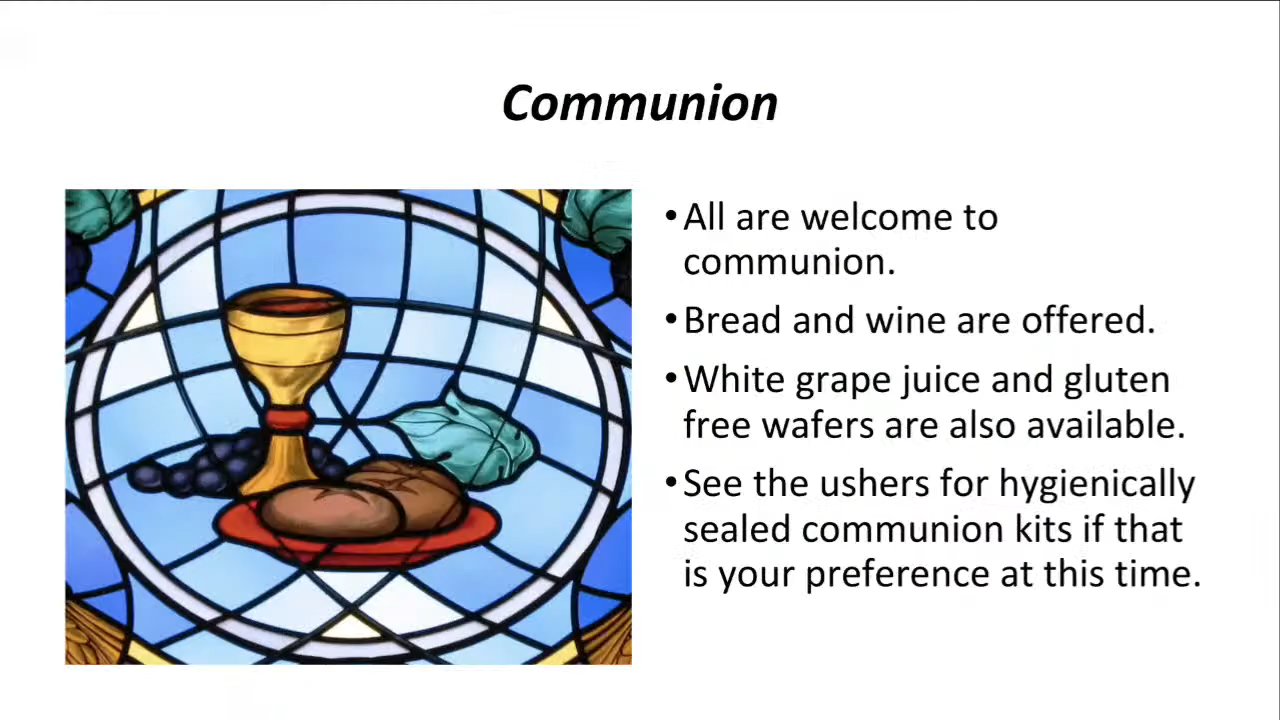 Communion
•All are welcome to
communion.
•Bread and wine are offered.
•White grape juice and gluten
free wafers are also available.
•See the ushers for hygienically
sealed communion kits if that
is your preference at this time.